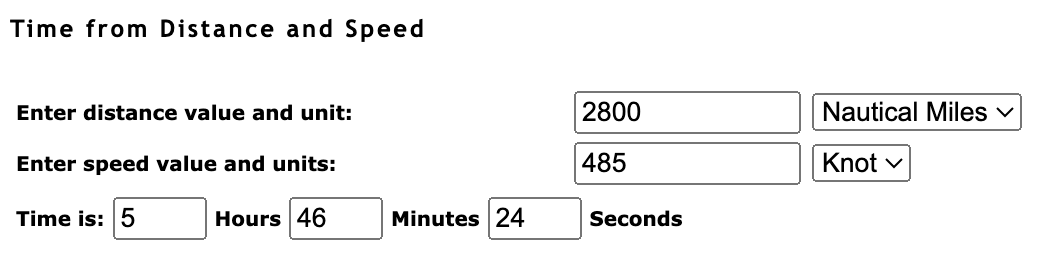 Time from Distance and Speed
Enter distance value and unit: 2800 Nautical Miles
Enter speed value and units: 485 Knot
Time is: 5 Hours 46 Minutes 24 Seconds